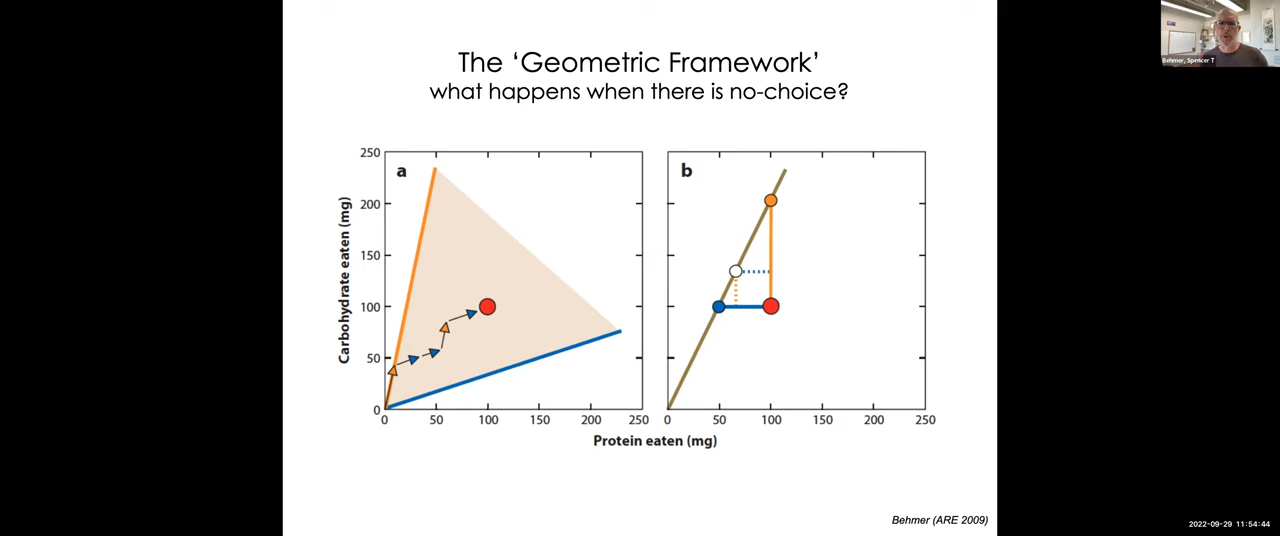 The ‘Geometric Framework’
what happens when there is no-choice?
Behmer, Spencer T
a
b
Carbohydrate eaten (mg)
250
200
150
100
50
0
0 50 100 150 200 250
0 50 100 150 200 250
Protein eaten (mg)
Behmer (ARE 2009)
2022-09-29 11:54:44